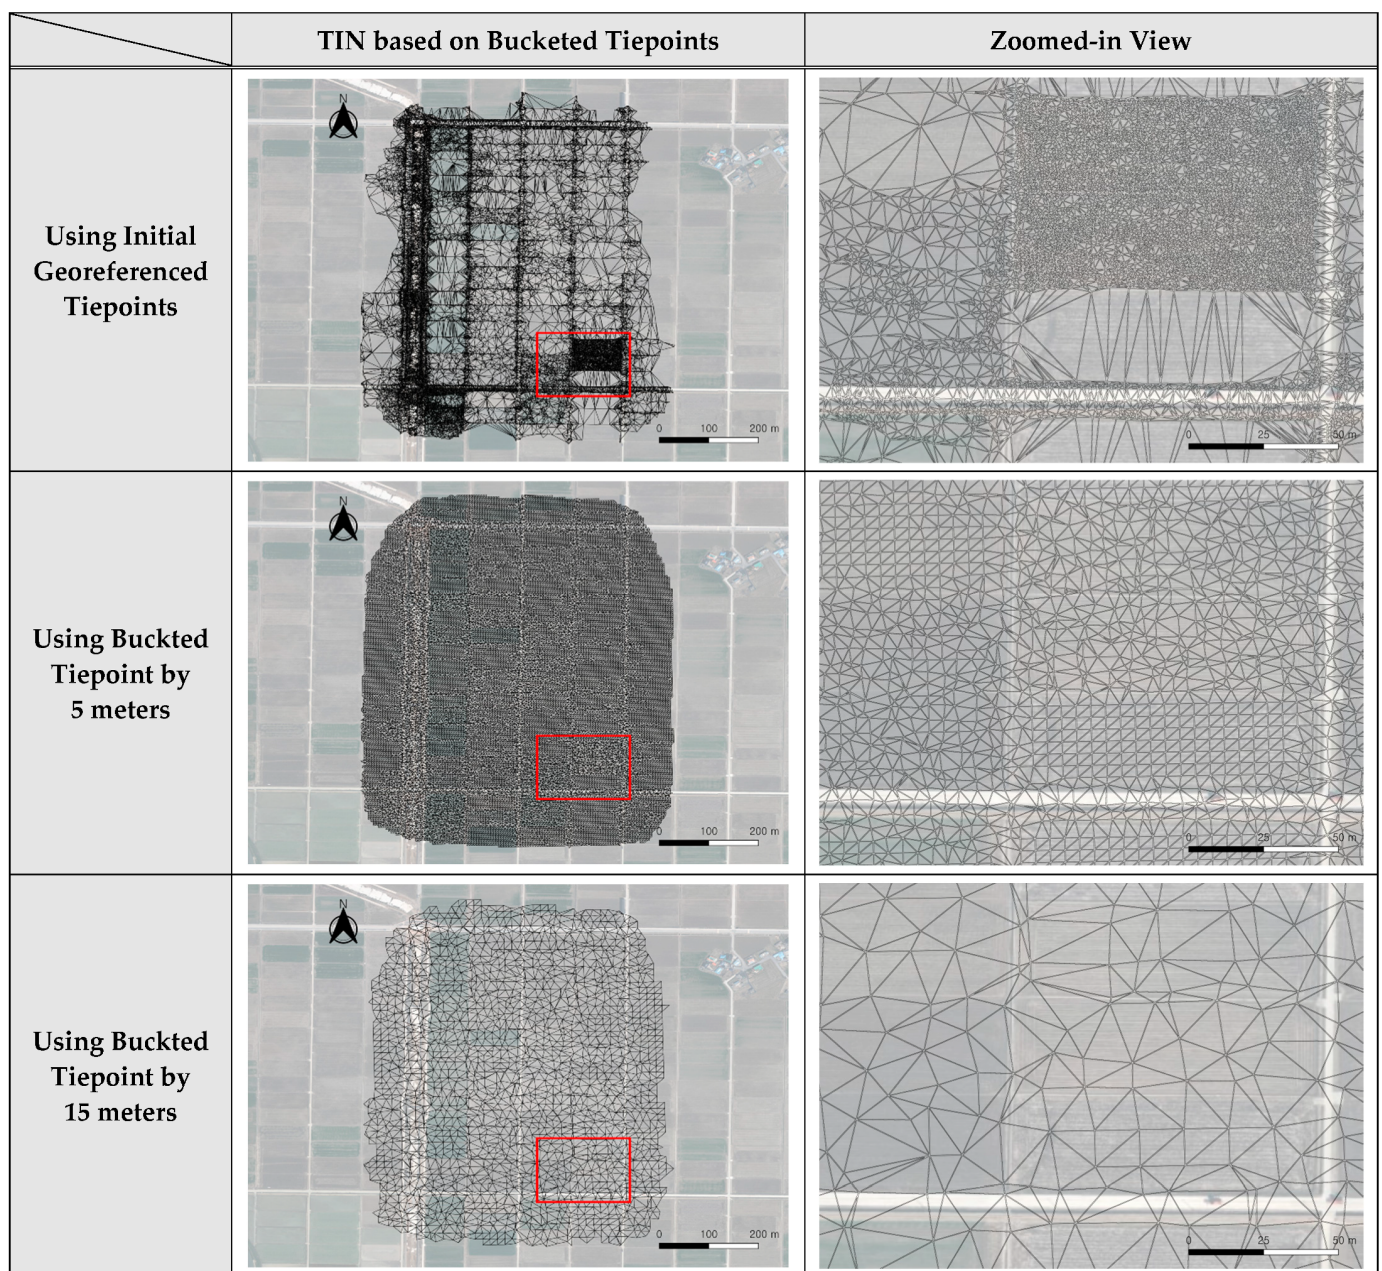 TIN based on Bucketed Tiepoints
Zoomed-in View
Using Initial
Georeferenced
Tiepoints
N
0 100 200 m
0 25 50 m
Using Buckted
Tiepoint by
5 meters
N
0 100 200 m
0 25 50 m
Using Buckted
Tiepoint by
15 meters
N
0 100 200 m
0 25 50 m